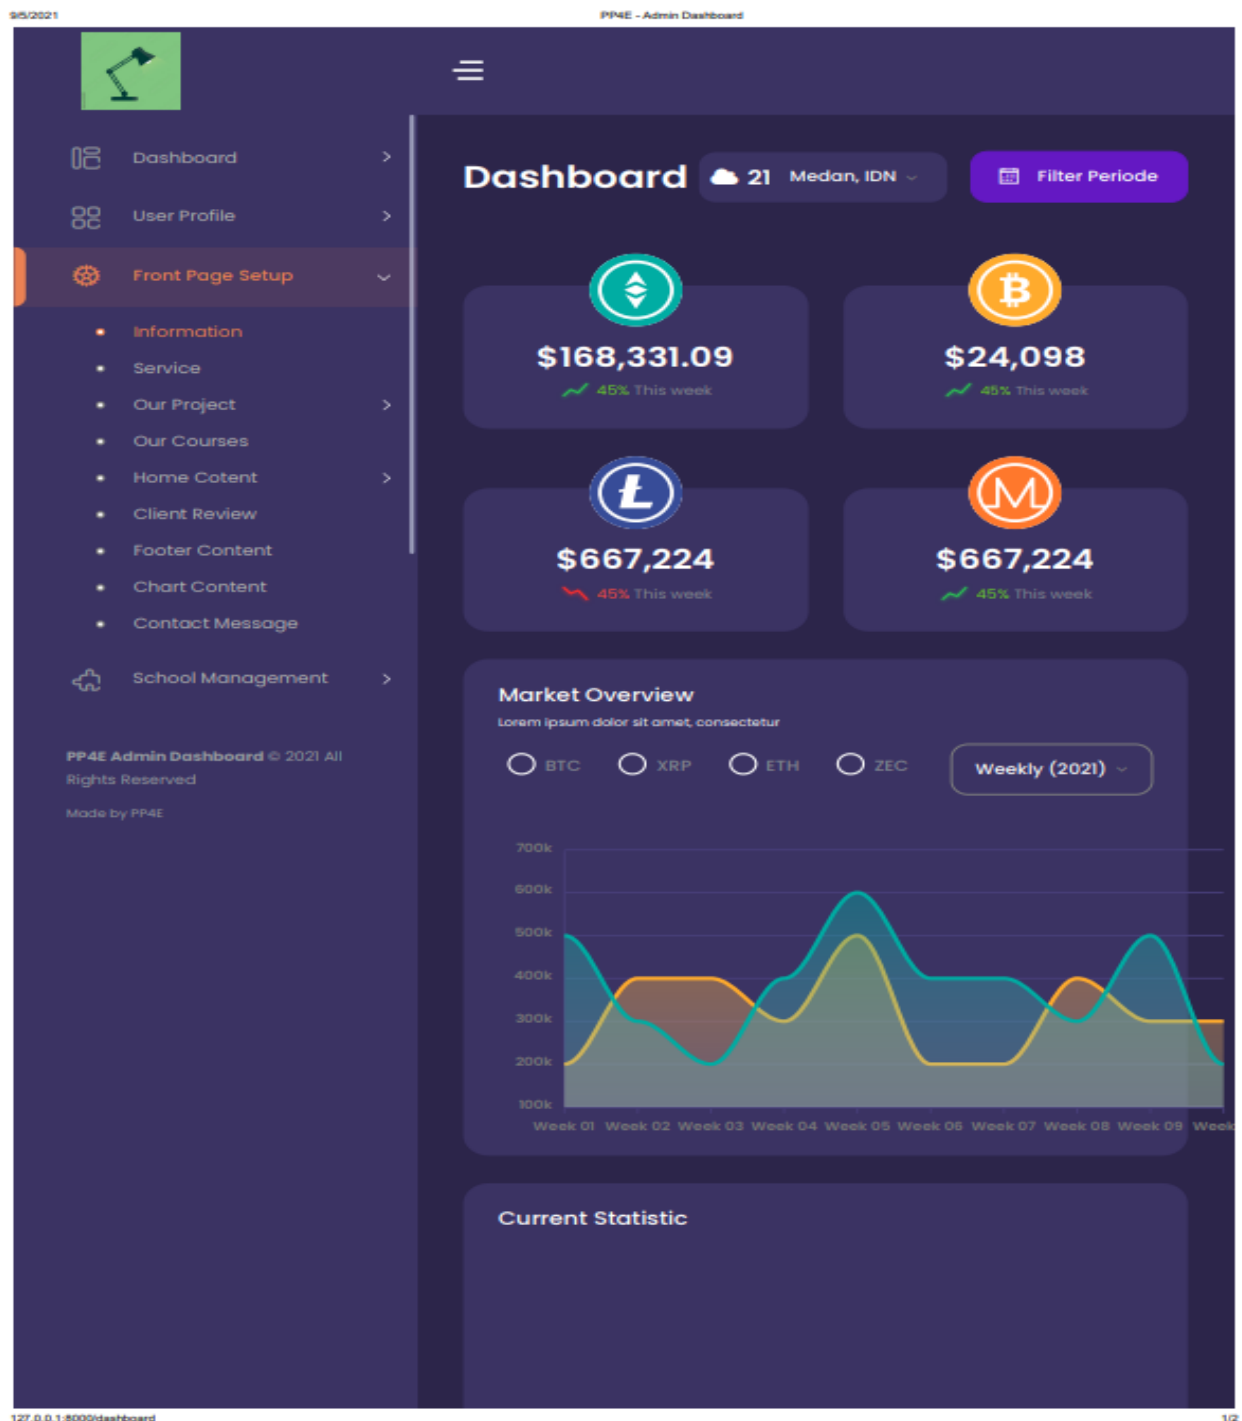 9/5/2021
PP4E - Admin Dashboard
Dashboard
User Profile
Front Page Setup
Information
Service
Our Project
Our Courses
Home Cotent
Client Review
Footer Content
Chart Content
Contact Message
School Management
PP4E Admin Dashboard © 2021 All
Rights Reserved
Made by PP4E
Dashboard
21 Medan, IDN
Filter Periode
$168,331.09
45% This week
$24,098
45% This week
$667,224
45% This week
$667,224
45% This week
Market Overview
Lorem ipsum dolor sit amet, consectetur
BTC XRP ETH ZEC
Weekly (2021)
700k
600k
500k
400k
300k
200k
100k
Week 01 Week 02 Week 03 Week 04 Week 05 Week 06 Week 07 Week 08 Week 09 Week
Current Statistic
127.0.0.1:8000/dashboard
1/2